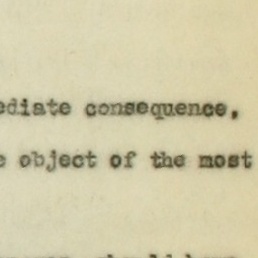 ediate consequence,
e object of the most